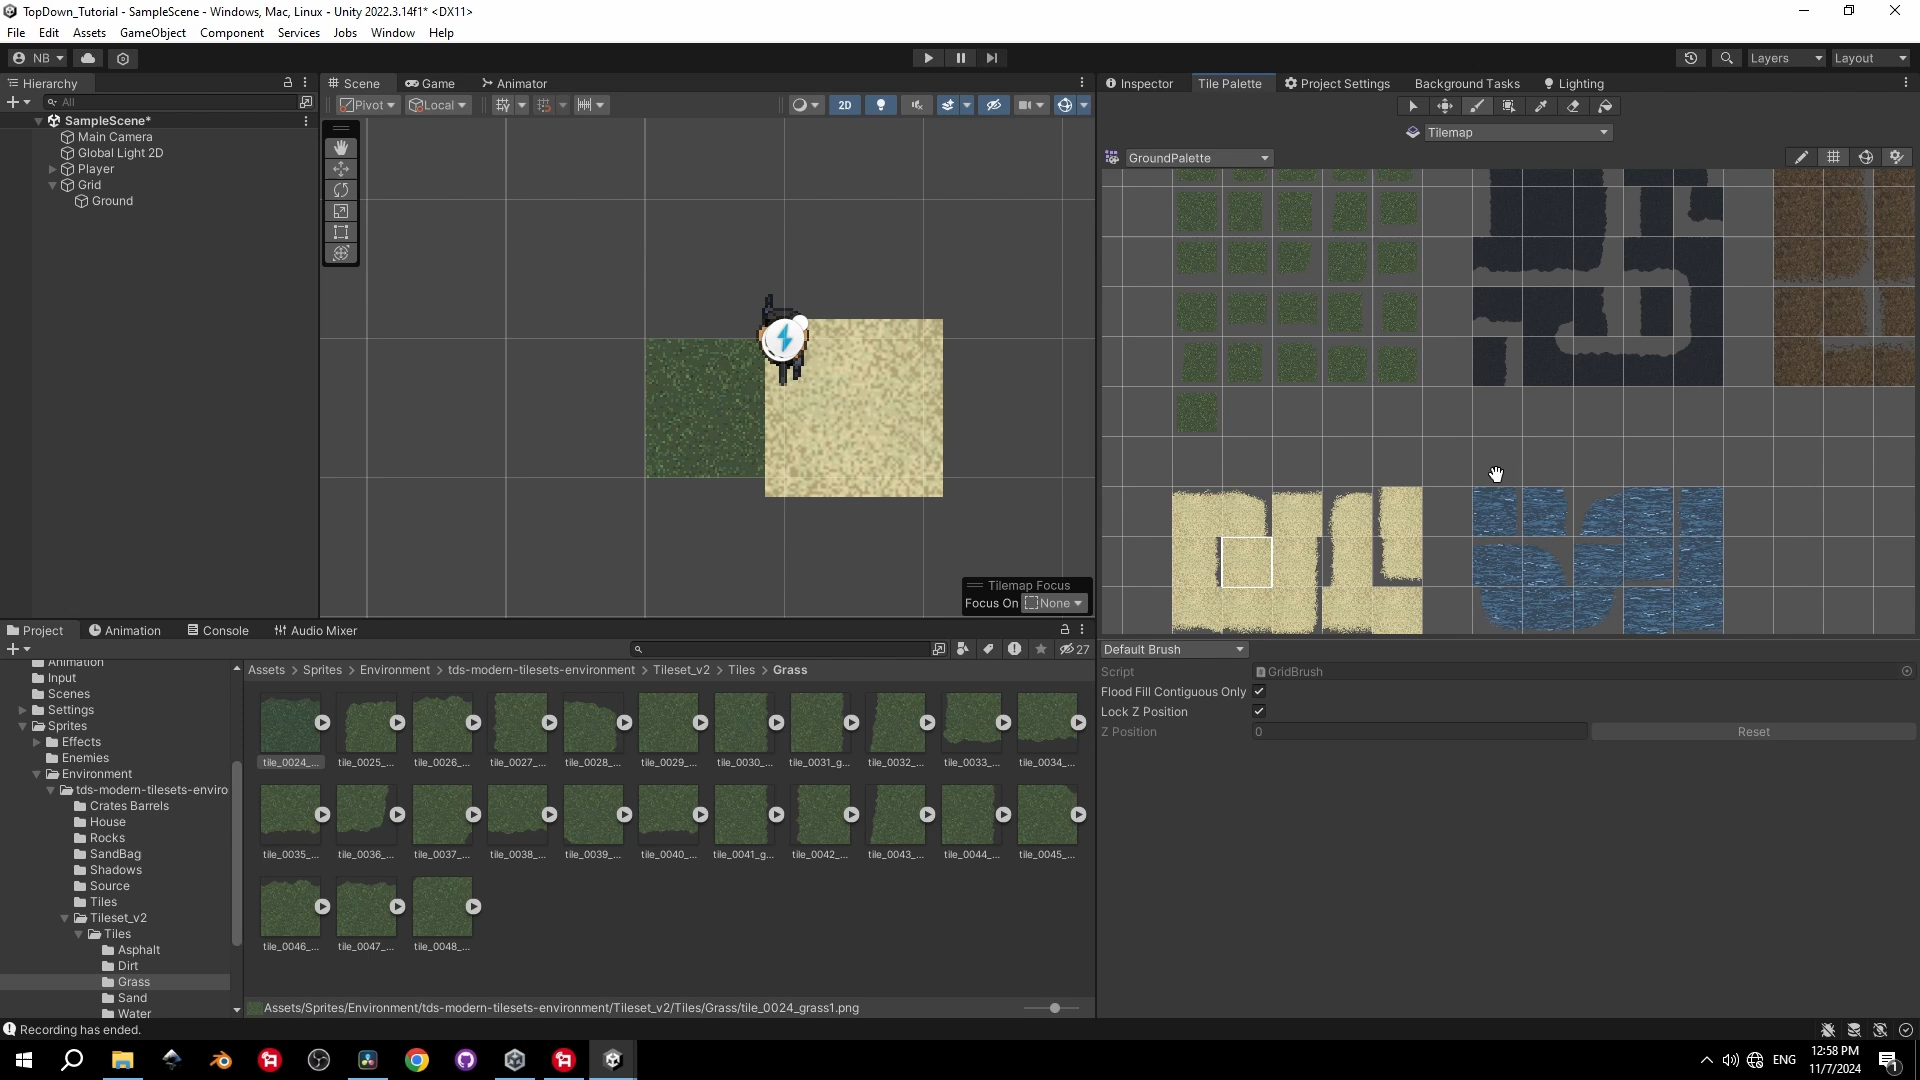 TopDown_Tutorial - SampleScene - Windows, Mac, Linux - Unity 2022.3.14f1* <DX11>
File Edit Assets GameObject Component Services Jobs Window Help
NB Layers Layout
Hierarchy
All
SampleScene*
Main Camera
Global Light 2D
Player
Grid
Ground
Scene Game Animator
Pivot Local 2D
Tilemap Focus
Focus On None
Inspector Tile Palette Project Settings Background Tasks Lighting
Tilemap
GroundPalette
Default Brush
Script GridBrush
Flood Fill Contiguous Only
Lock Z Position
Z Position 0 Reset
Project Animation Console Audio Mixer
27
Animation
Input
Scenes
Settings
Sprites
Effects
Enemies
Environment
tds-modern-tilesets-enviro
Crates Barrels
House
Rocks
SandBag
Shadows
Source
Tiles
Tileset_v2
Tiles
Asphalt
Dirt
Grass
Sand
Water
Assets > Sprites > Environment > tds-modern-tilesets-environment > Tileset_v2 > Tiles > Grass
tile_0024_... tile_0025_... tile_0026_... tile_0027_... tile_0028_... tile_0029_... tile_0030_... tile_0031_g... tile_0032_... tile_0033_... tile_0034_...
tile_0035_... tile_0036_... tile_0037_... tile_0038_... tile_0039_... tile_0040_... tile_0041_g... tile_0042_... tile_0043_... tile_0044_... tile_0045_...
tile_0046_... tile_0047_... tile_0048_...
Assets/Sprites/Environment/tds-modern-tilesets-environment/Tileset_v2/Tiles/Grass/tile_0024_grass1.png
Recording has ended.
ENG
12:58 PM
11/7/2024
1